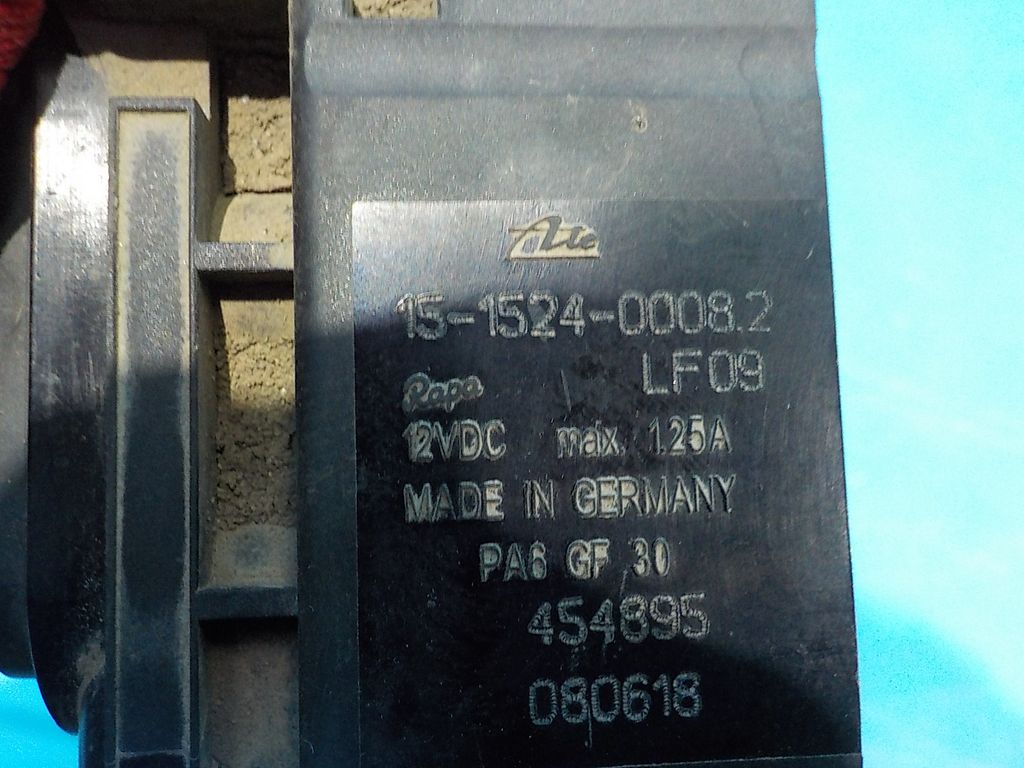 Ate
15-1524-0008.2
LF09
Rapa
12VDC max. 1.25A
MADE IN GERMANY
PA6 GF 30
454895
080618